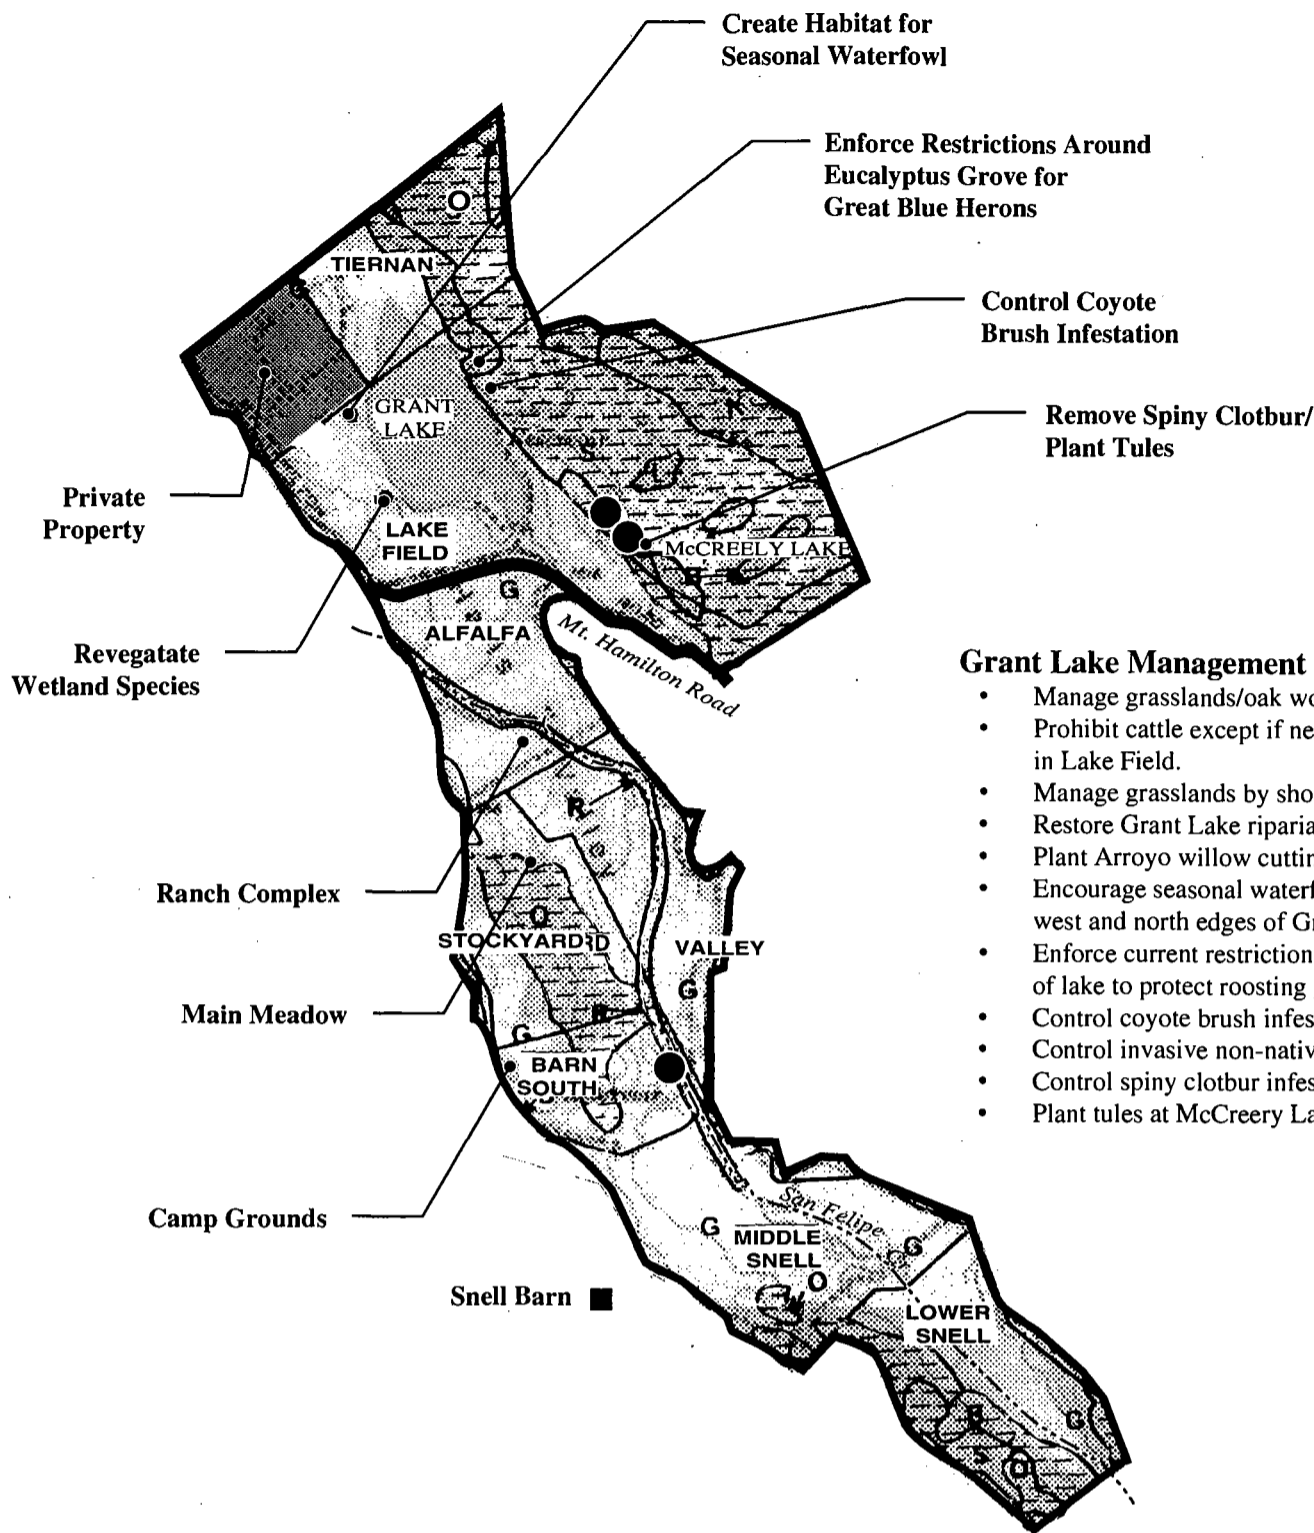 Create Habitat for
Seasonal Waterfowl
Enforce Restrictions Around
Eucalyptus Grove for
Great Blue Herons
O
TIERNAN
Control Coyote
Brush Infestation
GRANT
LAKE
Remove Spiny Clotbur/
Plant Tules
S
Private
Property
LAKE
FIELD
McCREELY LAKE
G
ALFALFA
Mt. Hamilton Road
Revegatate
Wetland Species
Grant Lake Management
• Manage grasslands/oak wo
• Prohibit cattle except if ne
in Lake Field.
• Manage grasslands by sho
• Restore Grant Lake riparia
• Plant Arroyo willow cuttin
• Encourage seasonal waterf
west and north edges of Gr
• Enforce current restriction
of lake to protect roosting
• Control coyote brush infes
• Control invasive non-nativ
• Control spiny clotbur infes
• Plant tules at McCreery La
R
Ranch Complex
O
STOCKYARD
VALLEY
G
Main Meadow
G
BARN
SOUTH
Camp Grounds
San Felipe
G
MIDDLE
SNELL
G
O
Snell Barn
LOWER
SNELL
G
O